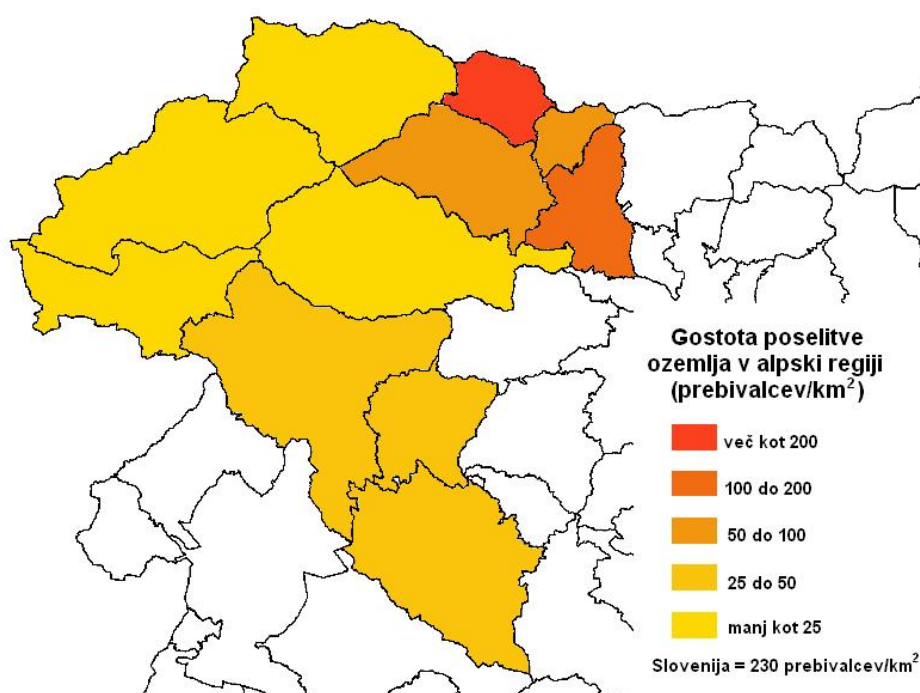 Gostota poselitve
ozemlja v alpski regiji
(prebivalcev/km²)
več kot 200
100 do 200
50 do 100
25 do 50
manj kot 25
Slovenija = 230 prebivalcev/km²